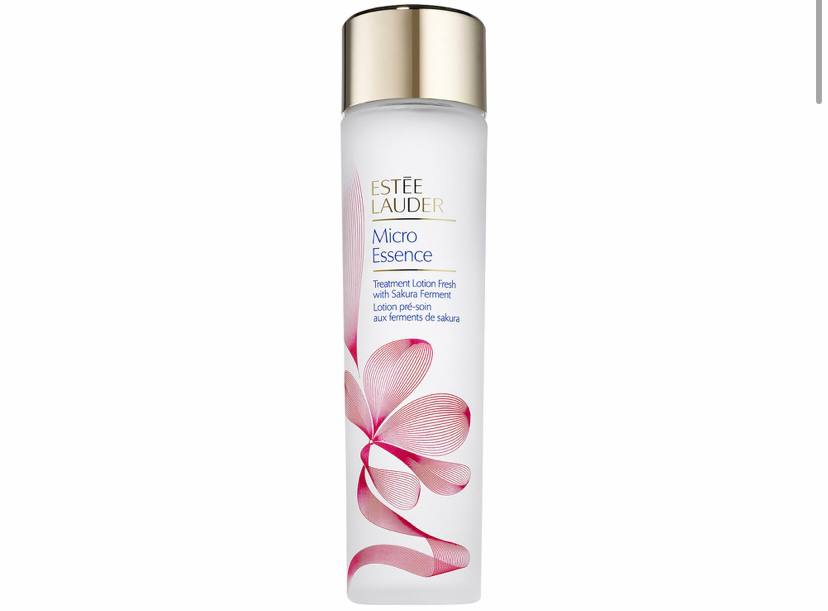 ESTĒE
LAUDER
Micro
Essence
Treatment Lotion Fresh
with Sakura Ferment
Lotion pré-soin
aux ferments de sakura